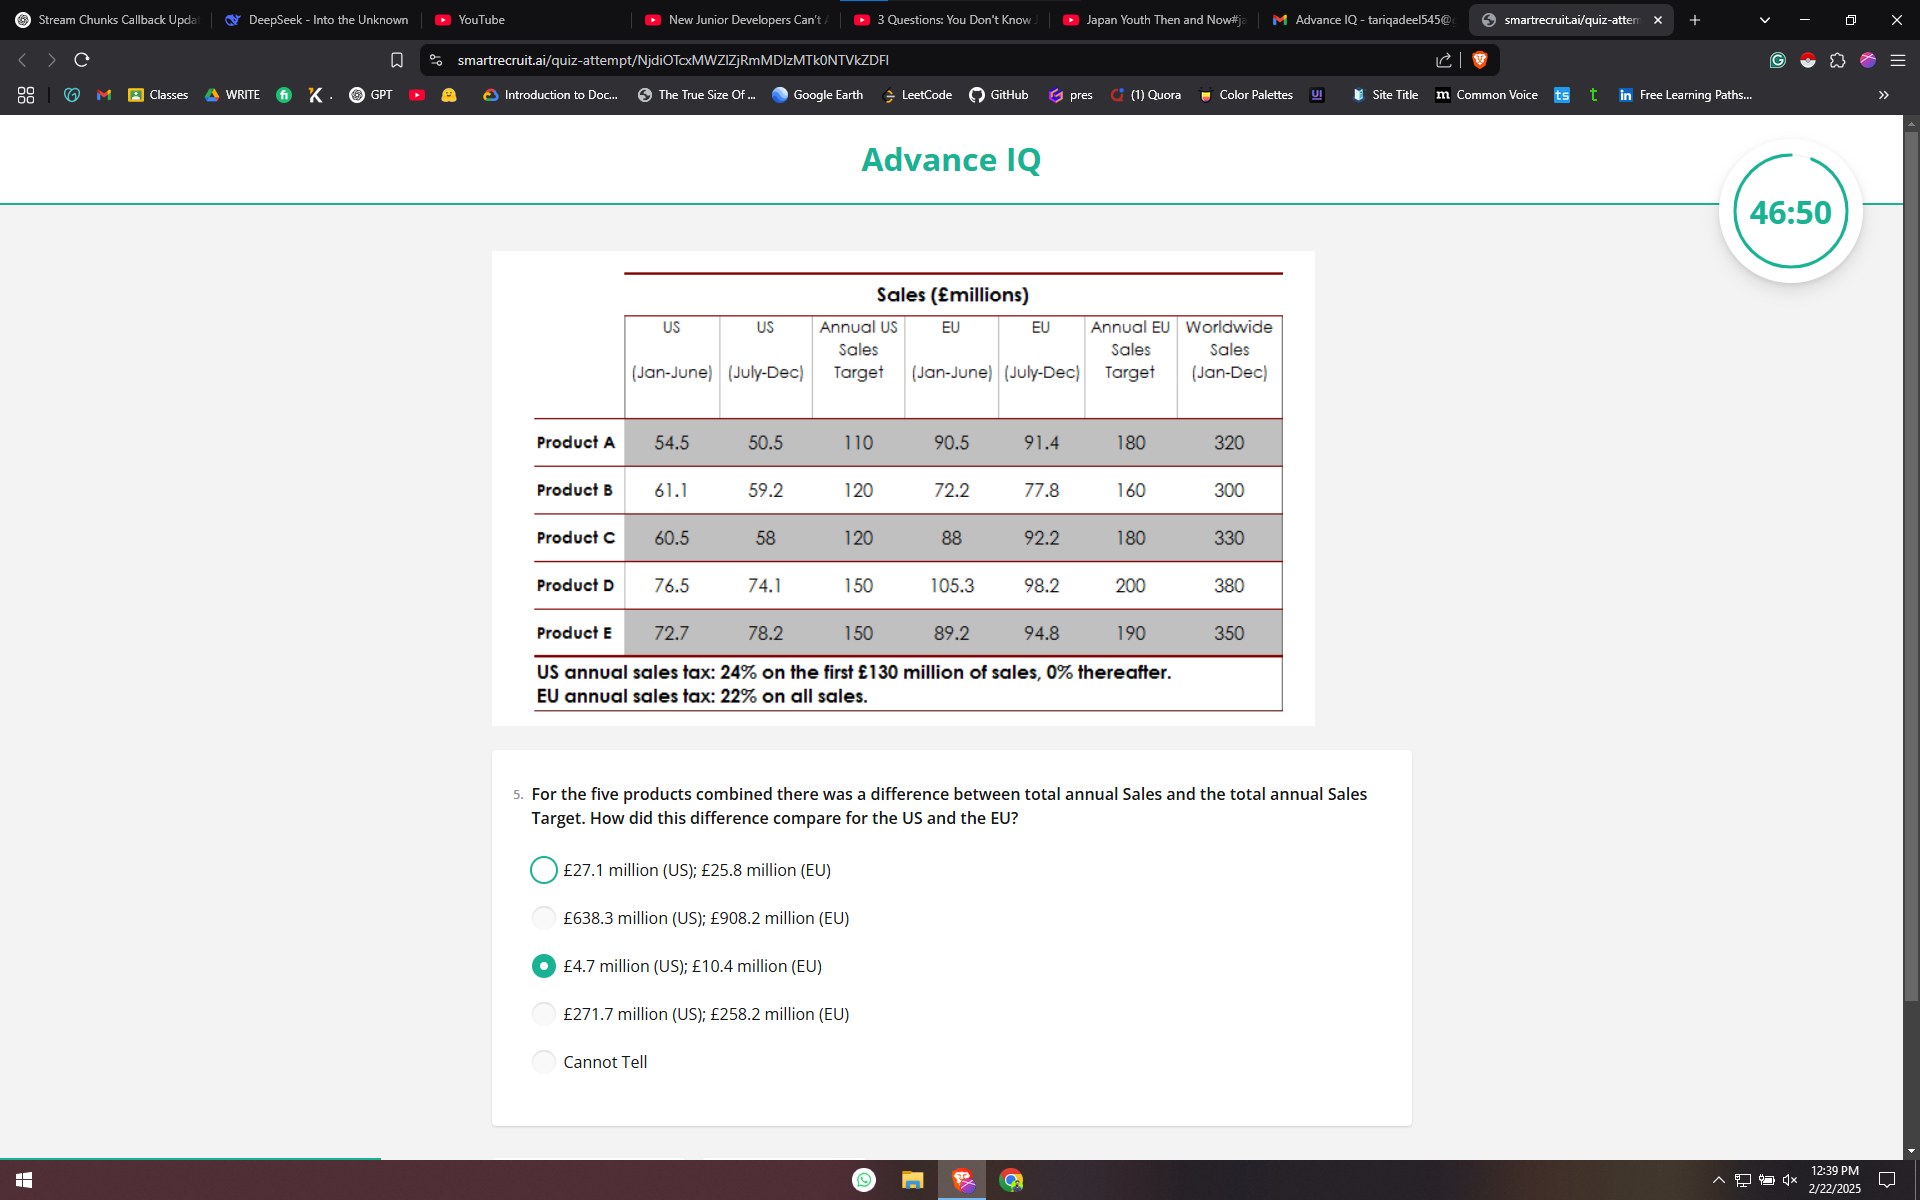 Stream Chunks Callback Upda
DeepSeek - Into the Unknown
YouTube
New Junior Developers Can't
3 Questions: You Don't Know
Japan Youth Then and Now#ja
Advance IQ - tariqadeel545@
smartrecruit.ai/quiz-attem
smartrecruit.ai/quiz-attempt/
Classes
WRITE
K .
GPT
Introduction to Doc...
The True Size Of ...
Google Earth
LeetCode
GitHub
pres
(1) Quora
Color Palettes
UI
Site Title
m Common Voice
ts
t
in Free Learning Paths...
»
Advance IQ
46:50
Sales (£millions)
US (Jan-June) US (July-Dec) Annual US Sales Target EU (Jan-June) EU (July-Dec) Annual EU Sales Target Worldwide Sales (Jan-Dec)
Product A 54.5 50.5 110 90.5 91.4 180 320
Product B 61.1 59.2 120 72.2 77.8 160 300
Product C 60.5 58 120 88 92.2 180 330
Product D 76.5 74.1 150 105.3 98.2 200 380
Product E 72.7 78.2 150 89.2 94.8 190 350
US annual sales tax: 24% on the first £130 million of sales, 0% thereafter.
EU annual sales tax: 22% on all sales.
5. For the five products combined there was a difference between total annual Sales and the total annual Sales
Target. How did this difference compare for the US and the EU?
£27.1 million (US); £25.8 million (EU)
£638.3 million (US); £908.2 million (EU)
£4.7 million (US); £10.4 million (EU)
£271.7 million (US); £258.2 million (EU)
Cannot Tell
12:39 PM
2/22/2025